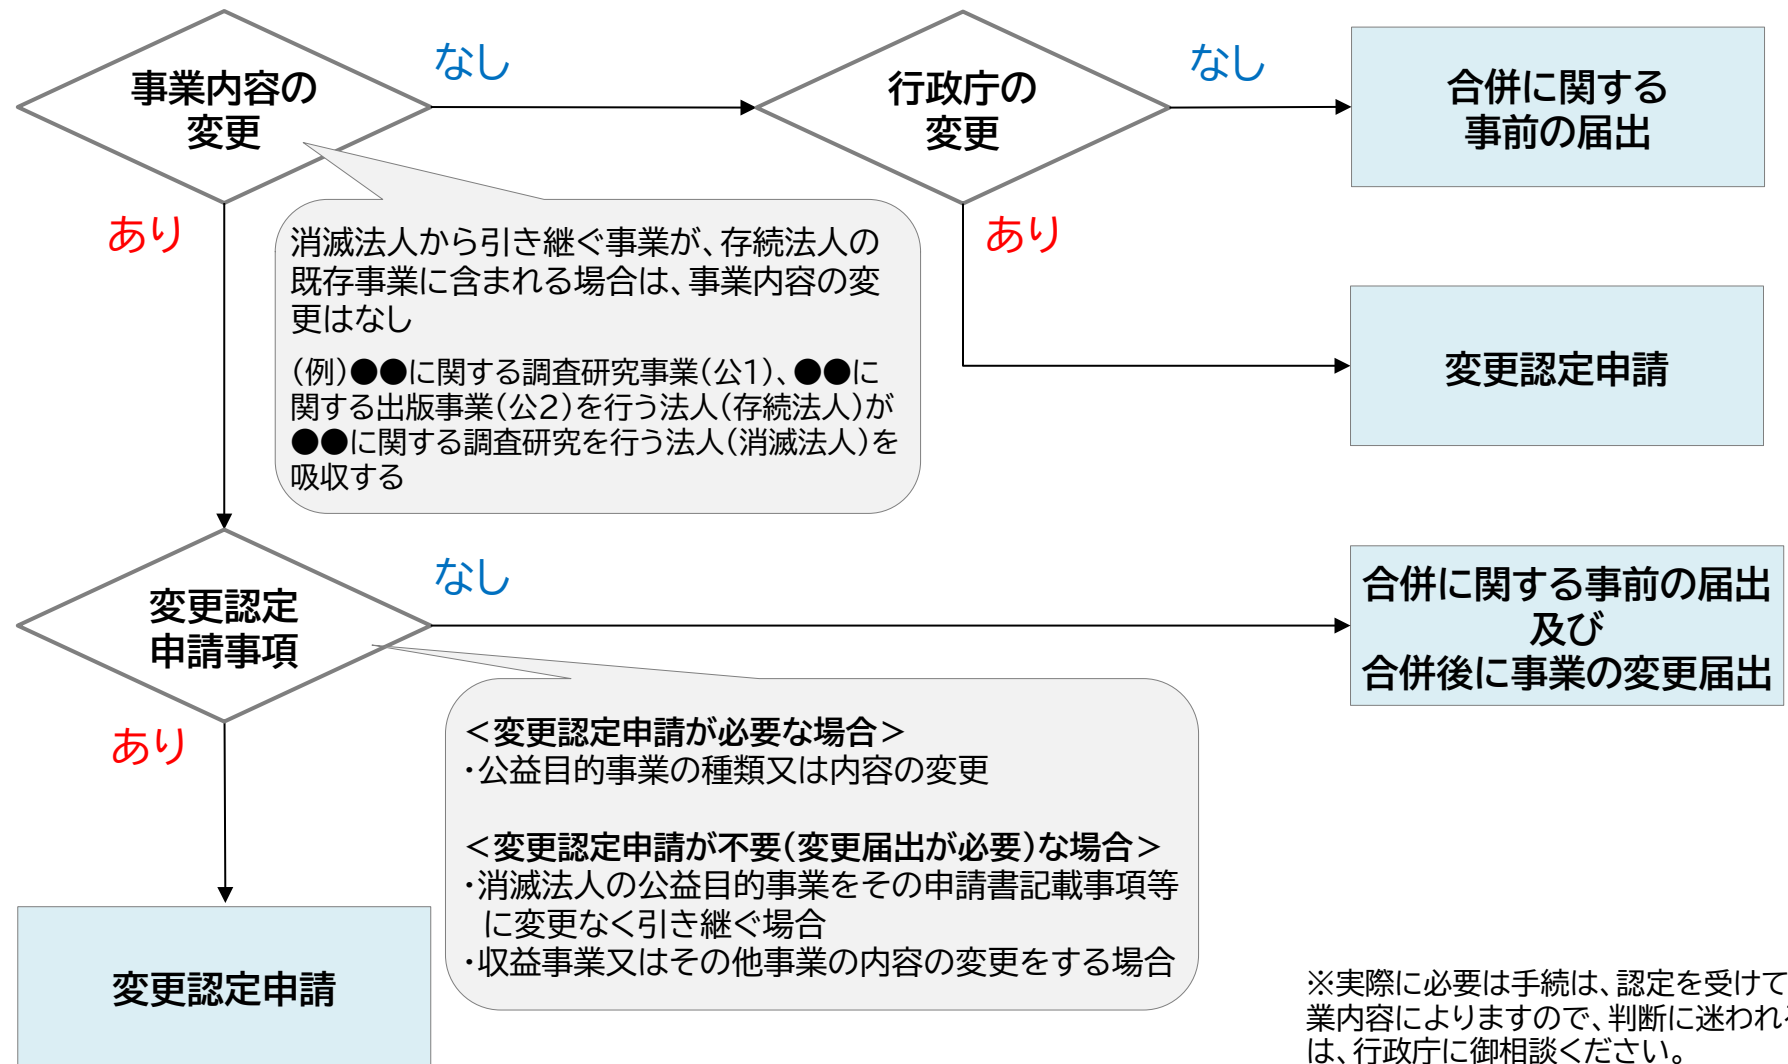 事業内容の
変更
なし
行政庁の
変更
なし
合併に関する
事前の届出
あり
消滅法人から引き継ぐ事業が、存続法人の
既存事業に含まれる場合は、事業内容の変
更はなし
(例)●●に関する調査研究事業(公1)、●●に
関する出版事業(公2)を行う法人(存続法人)が
●●に関する調査研究を行う法人(消滅法人)を
吸収する
あり
変更認定申請
変更認定
申請事項
なし
合併に関する事前の届出
及び
合併後に事業の変更届出
あり
<変更認定申請が必要な場合>
・公益目的事業の種類又は内容の変更
<変更認定申請が不要(変更届出が必要)な場合>
・消滅法人の公益目的事業をその申請書記載事項等
に変更なく引き継ぐ場合
・収益事業又はその他事業の内容の変更をする場合
変更認定申請
※実際に必要は手続は、認定を受けて
業内容によりますので、判断に迷われ
は、行政庁に御相談ください。